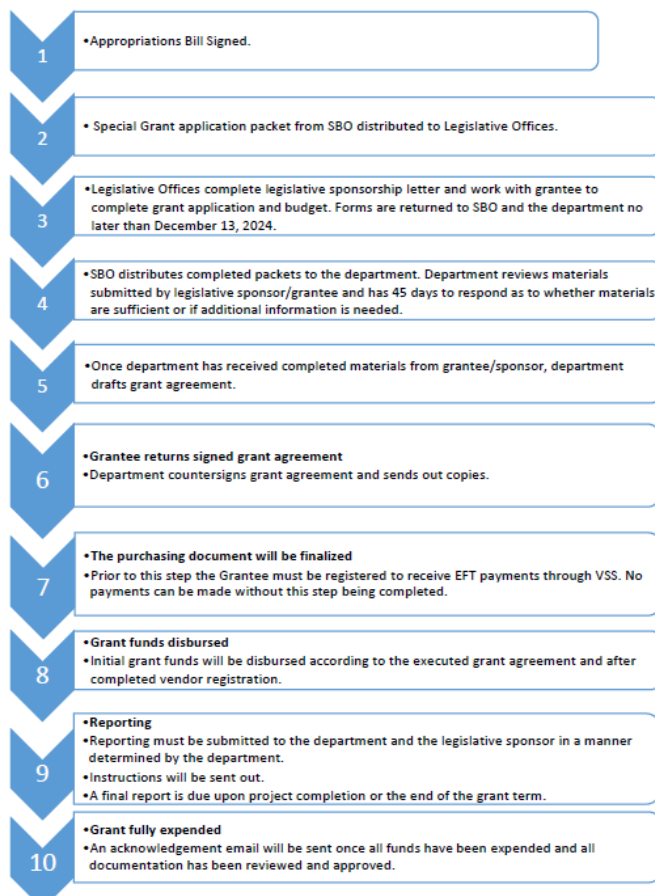 1
•Appropriations Bill Signed.
2
• Special Grant application packet from SBO distributed to Legislative Offices.
3
•Legislative Offices complete legislative sponsorship letter and work with grantee to
complete grant application and budget. Forms are returned to SBO and the department no
later than December 13, 2024.
4
•SBO distributes completed packets to the department. Department reviews materials
submitted by legislative sponsor/grantee and has 45 days to respond as to whether materials
are sufficient or if additional information is needed.
5
•Once department has received completed materials from grantee/sponsor, department
drafts grant agreement.
6
•Grantee returns signed grant agreement
•Department countersigns grant agreement and sends out copies.
7
•The purchasing document will be finalized
•Prior to this step the Grantee must be registered to receive EFT payments through VSS. No
payments can be made without this step being completed.
8
•Grant funds disbursed
•Initial grant funds will be disbursed according to the executed grant agreement and after
completed vendor registration.
9
•Reporting
•Reporting must be submitted to the department and the legislative sponsor in a manner
determined by the department.
•Instructions will be sent out.
•A final report is due upon project completion or the end of the grant term.
10
•Grant fully expended
•An acknowledgement email will be sent once all funds have been expended and all
documentation has been reviewed and approved.